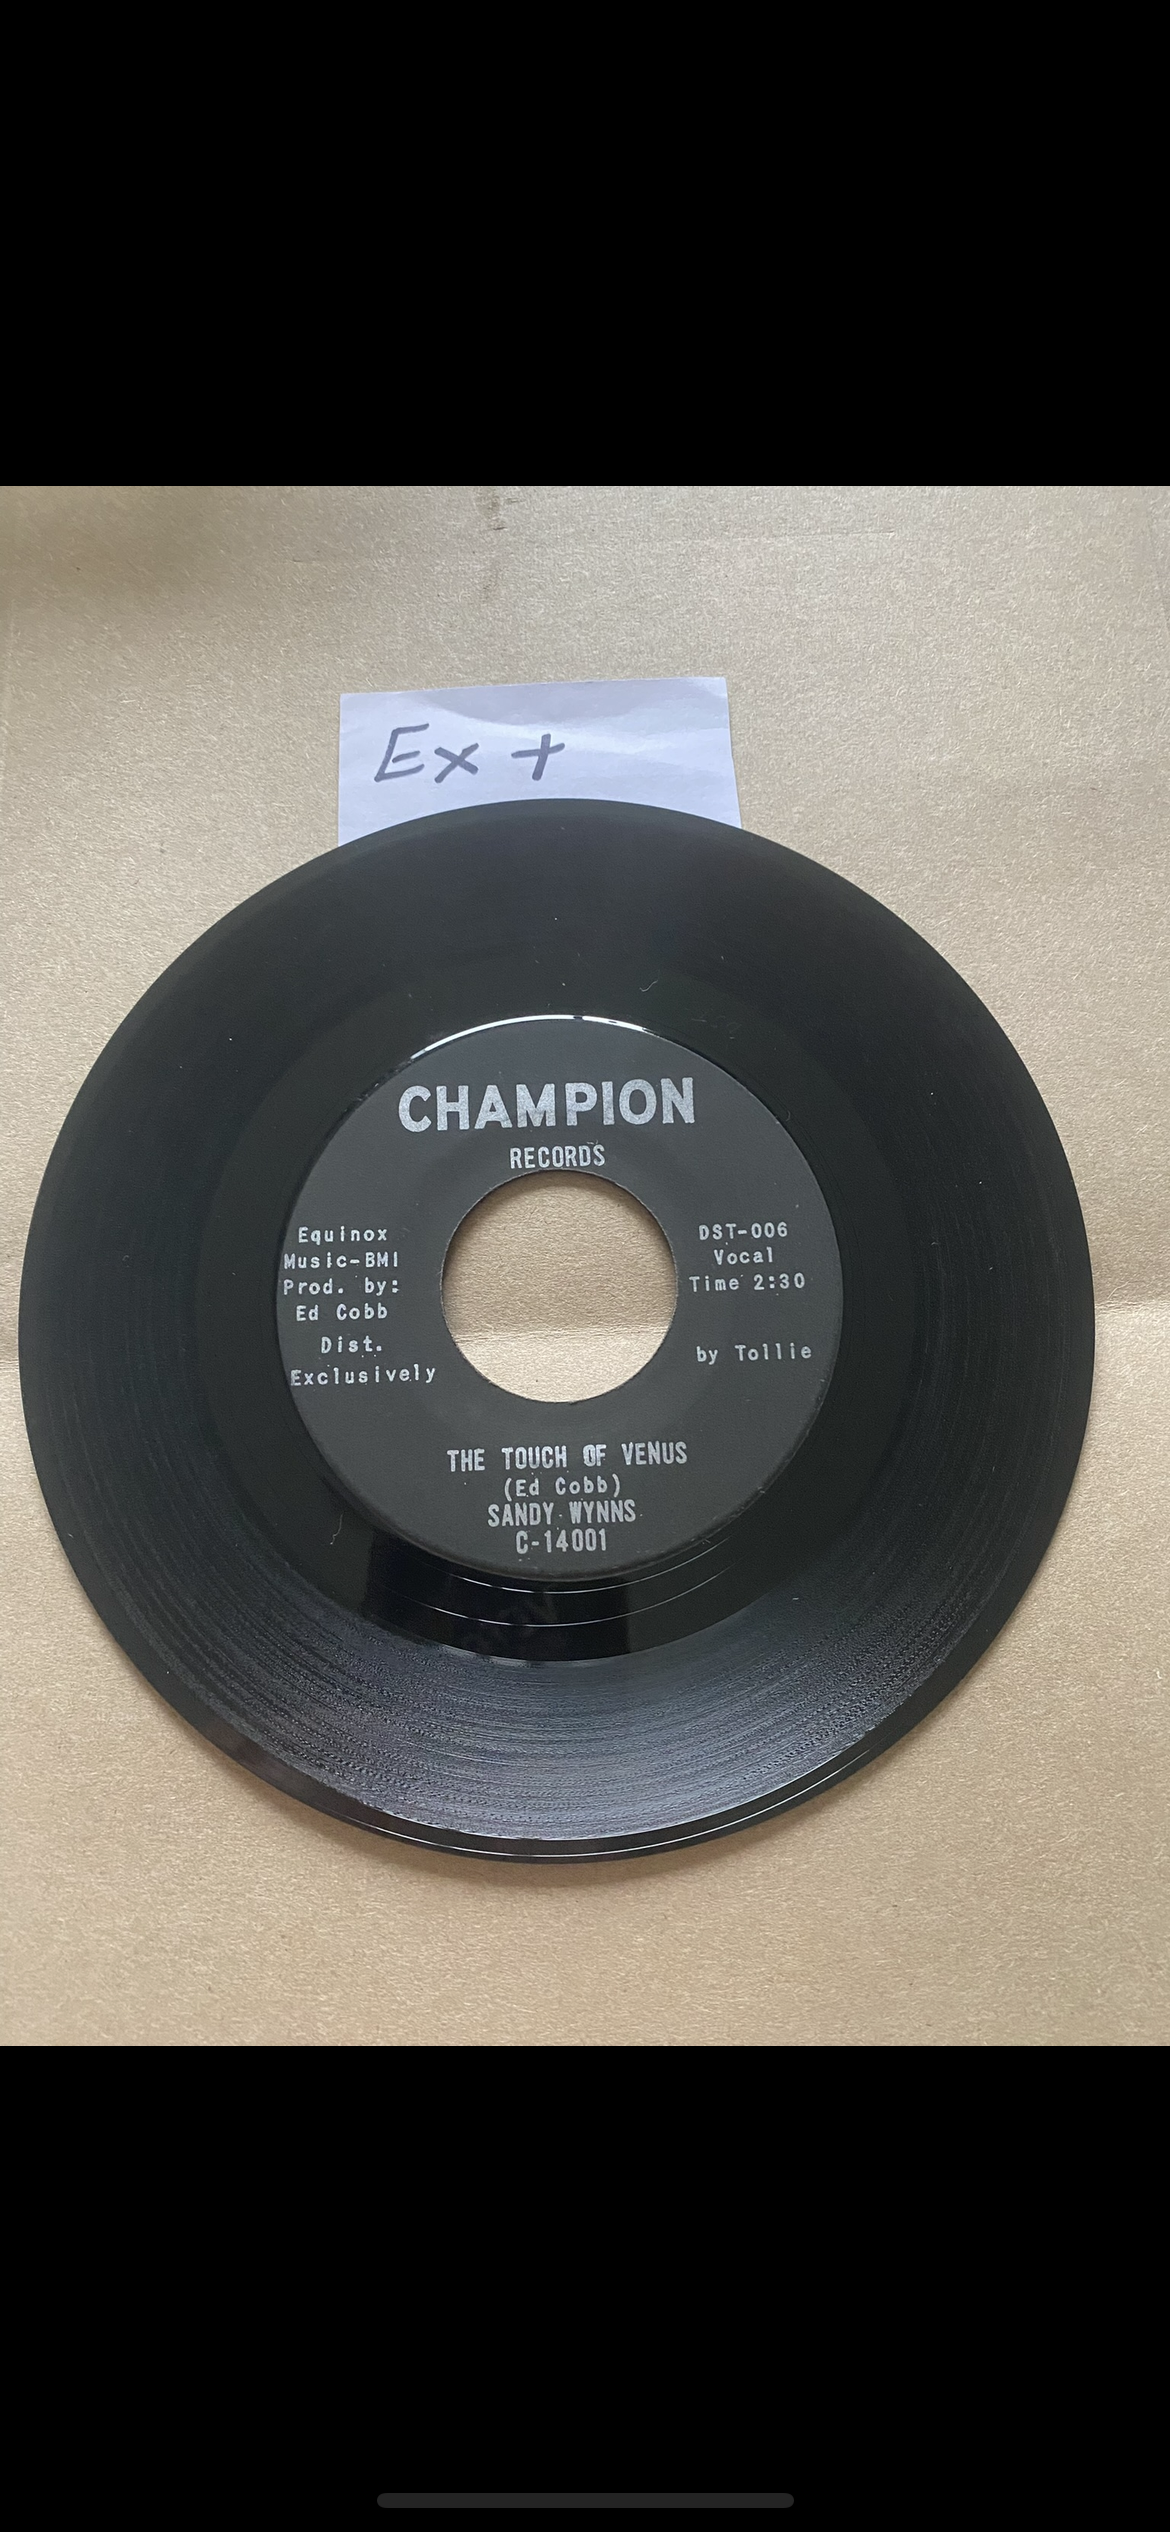 Ex +
CHAMPION
RECORDS
Equinox
Music-BMI
Prod. by:
Ed Cobb
Dist.
Exclusively
DST-006
Vocal
Time 2:30
by Tollie
THE TOUCH OF VENUS
(Ed Cobb)
SANDY WYNNS
C-14001